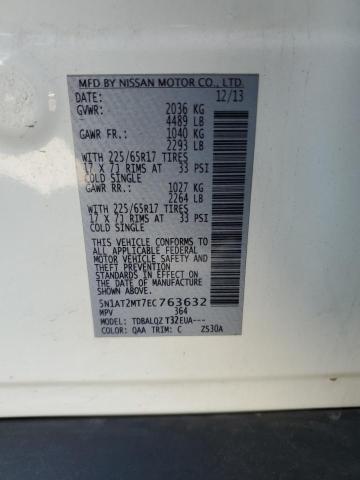 MFD BY NISSAN MOTOR CO., LTD.
DATE: 12/13
GVWR: 2036 KG
4489 LB
GAWR FR: 1040 KG
2293 LB
WITH 225/65R17 TIRES
17 X 7J RIMS AT 33 PSI
COLD SINGLE
GAWR RR: 1027 KG
2264 LB
WITH 225/65R17 TIRES
17 X 7J RIMS AT 33 PSI
COLD SINGLE
THIS VEHICLE CONFORMS TO
ALL APPLICABLE FEDERAL
MOTOR VEHICLE SAFETY AND
THEFT PREVENTION
STANDARDS IN EFFECT ON
THE DATE OF MANUFACTURE
SHOWN ABOVE.
5N1AT2MT7EC763632
MPV 364
MODEL: TDBALQZ T32EUA---
COLOR: QAA TRIM: C ZS30A